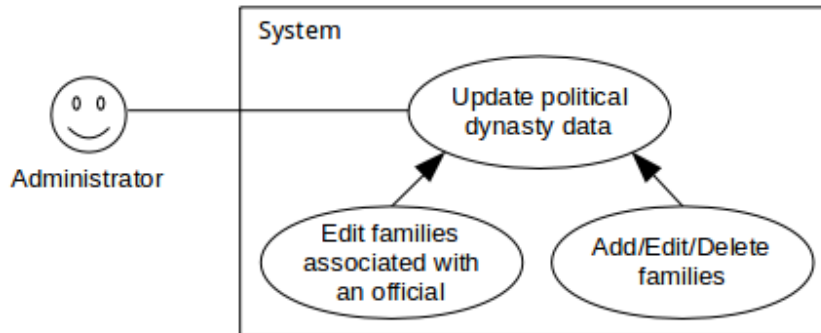 System
Update political
dynasty data
Administrator
Edit families
associated with
an official
Add/Edit/Delete
families